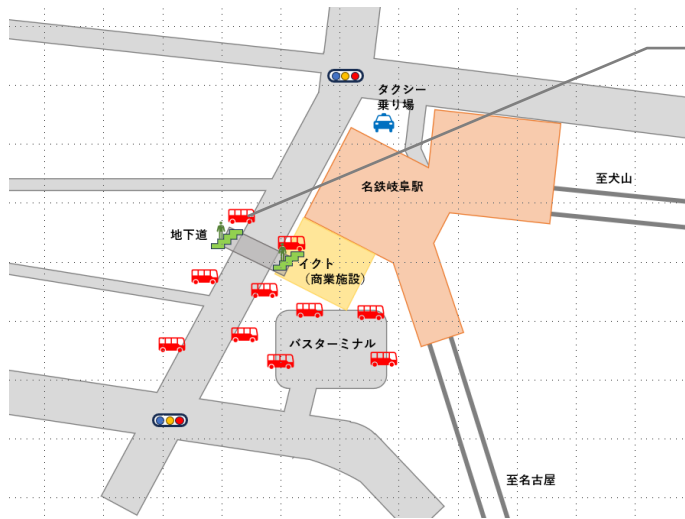 タクシー
乗り場
名鉄岐阜駅
至犬山
地下道
イクト
(商業施設)
バスターミナル
至名古屋